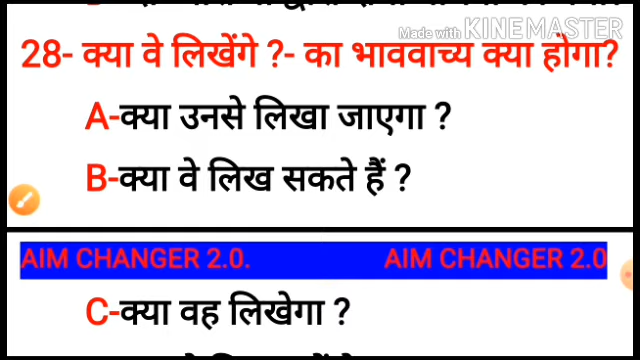 Made with KINEMASTER
28- क्या वे लिखेंगे ?- का भाववाच्य क्या होगा?
A-क्या उनसे लिखा जाएगा ?
B-क्या वे लिख सकते हैं ?
AIM CHANGER 2.0. AIM CHANGER 2.0
C-क्या वह लिखेगा ?